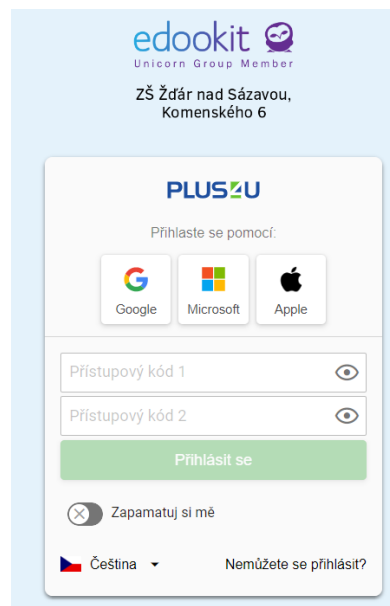 edookit
Unicorn Group Member
ZŠ Žďár nad Sázavou,
Komenského 6
PLUS4U
Přihlaste se pomocí:
Google
Microsoft
Apple
Přístupový kód 1
Přístupový kód 2
Přihlásit se
Zapamatuj si mě
Čeština
Nemůžete se přihlásit?